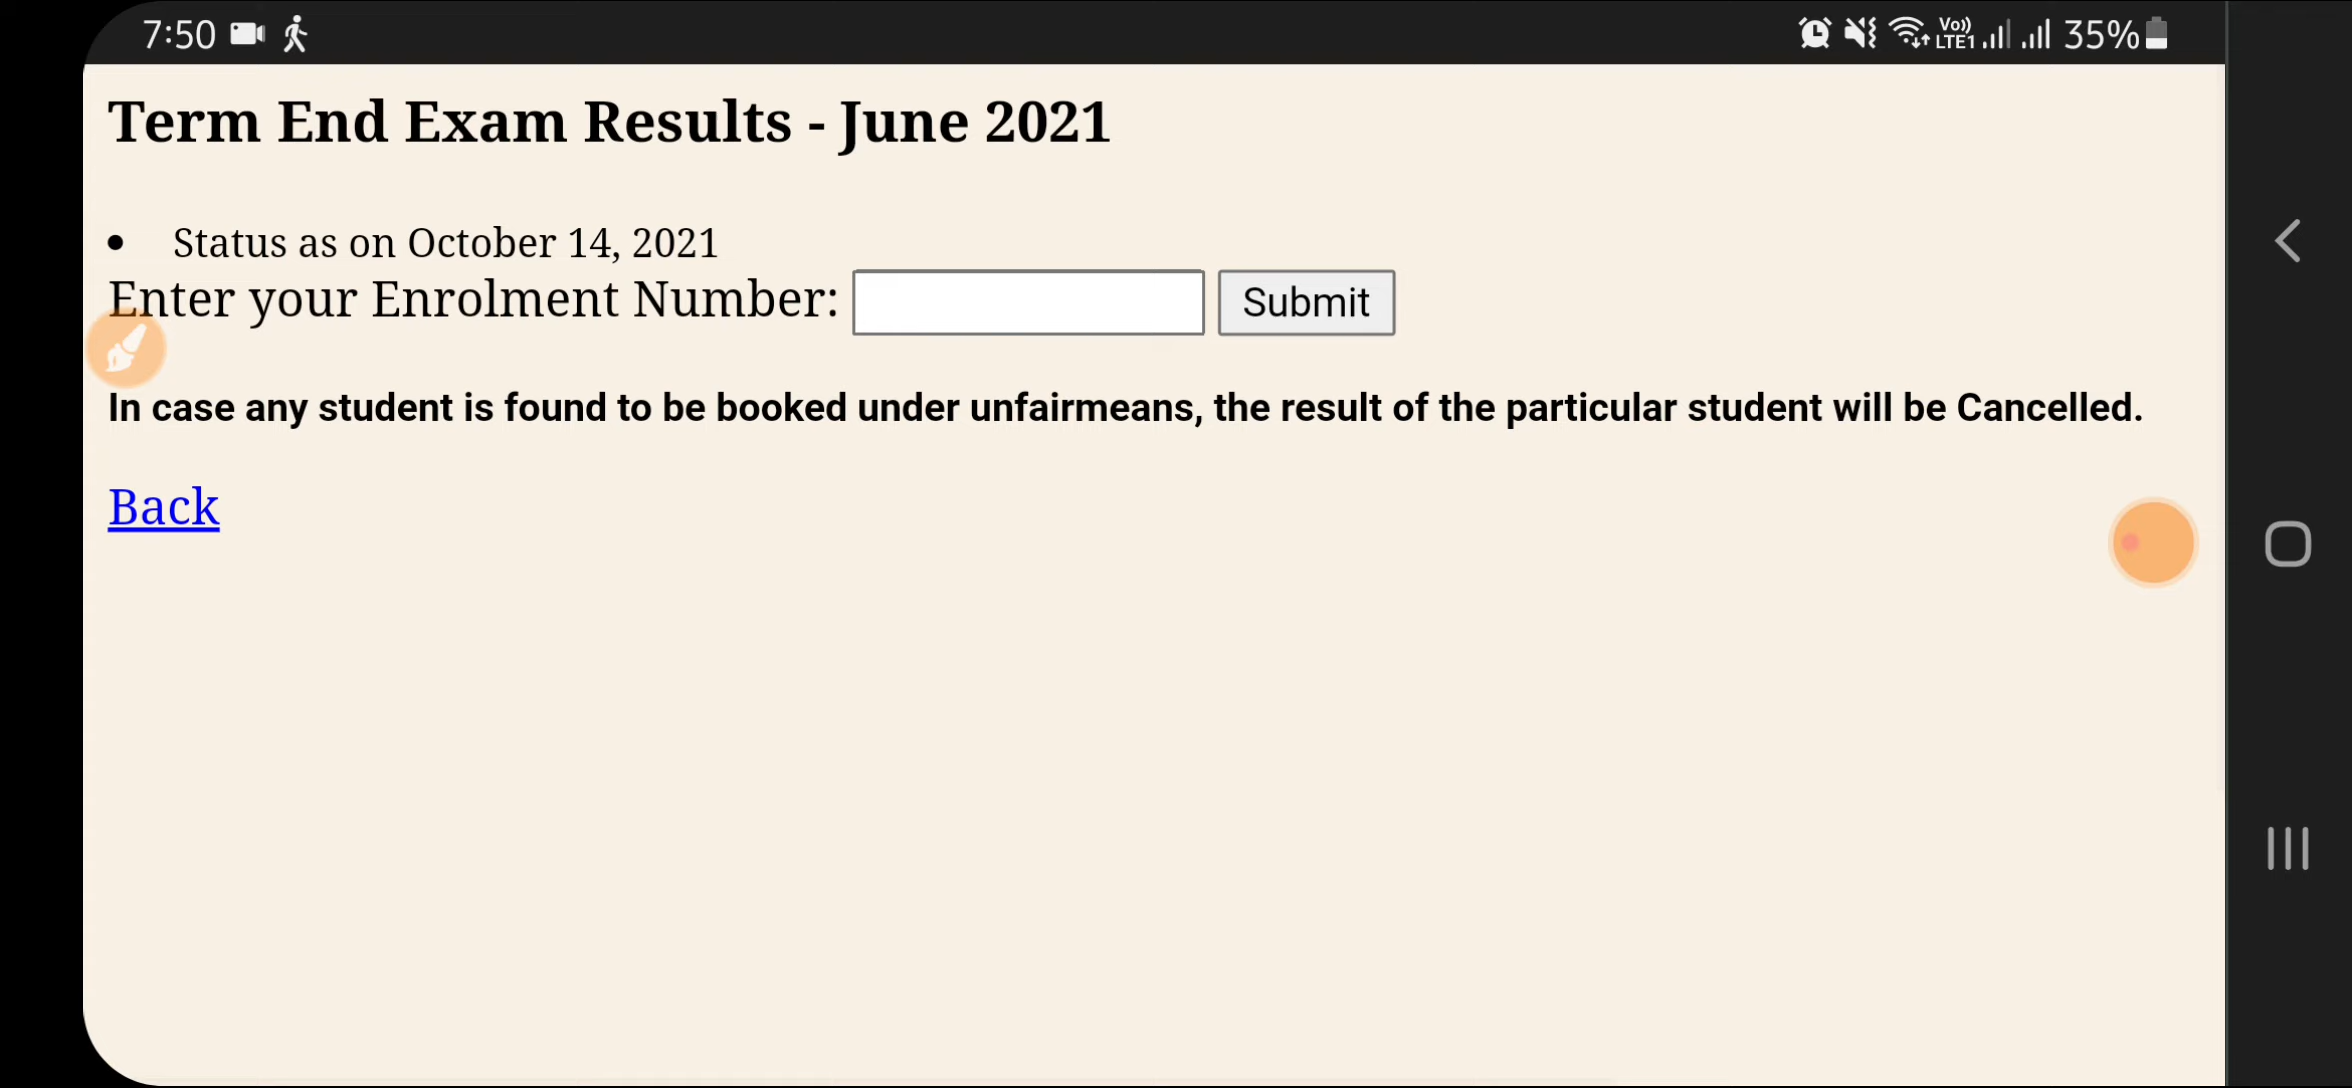 7:50
Vo)) LTE1 35%
Term End Exam Results - June 2021
• Status as on October 14, 2021
Enter your Enrolment Number: Submit
In case any student is found to be booked under unfairmeans, the result of the particular student will be Cancelled.
Back